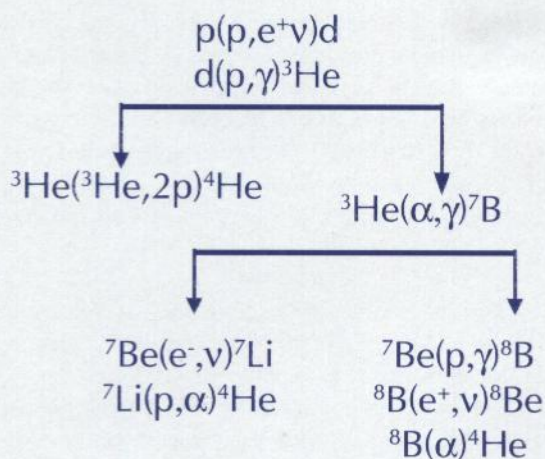 p(p,e⁺ν)d
d(p,γ)³He
³He(³He,2p)⁴He
³He(α,γ)⁷B
⁷Be(e⁻,ν)⁷Li
⁷Li(p,α)⁴He
⁷Be(p,γ)⁸B
⁸B(e⁺,ν)⁸Be
⁸B(α)⁴He